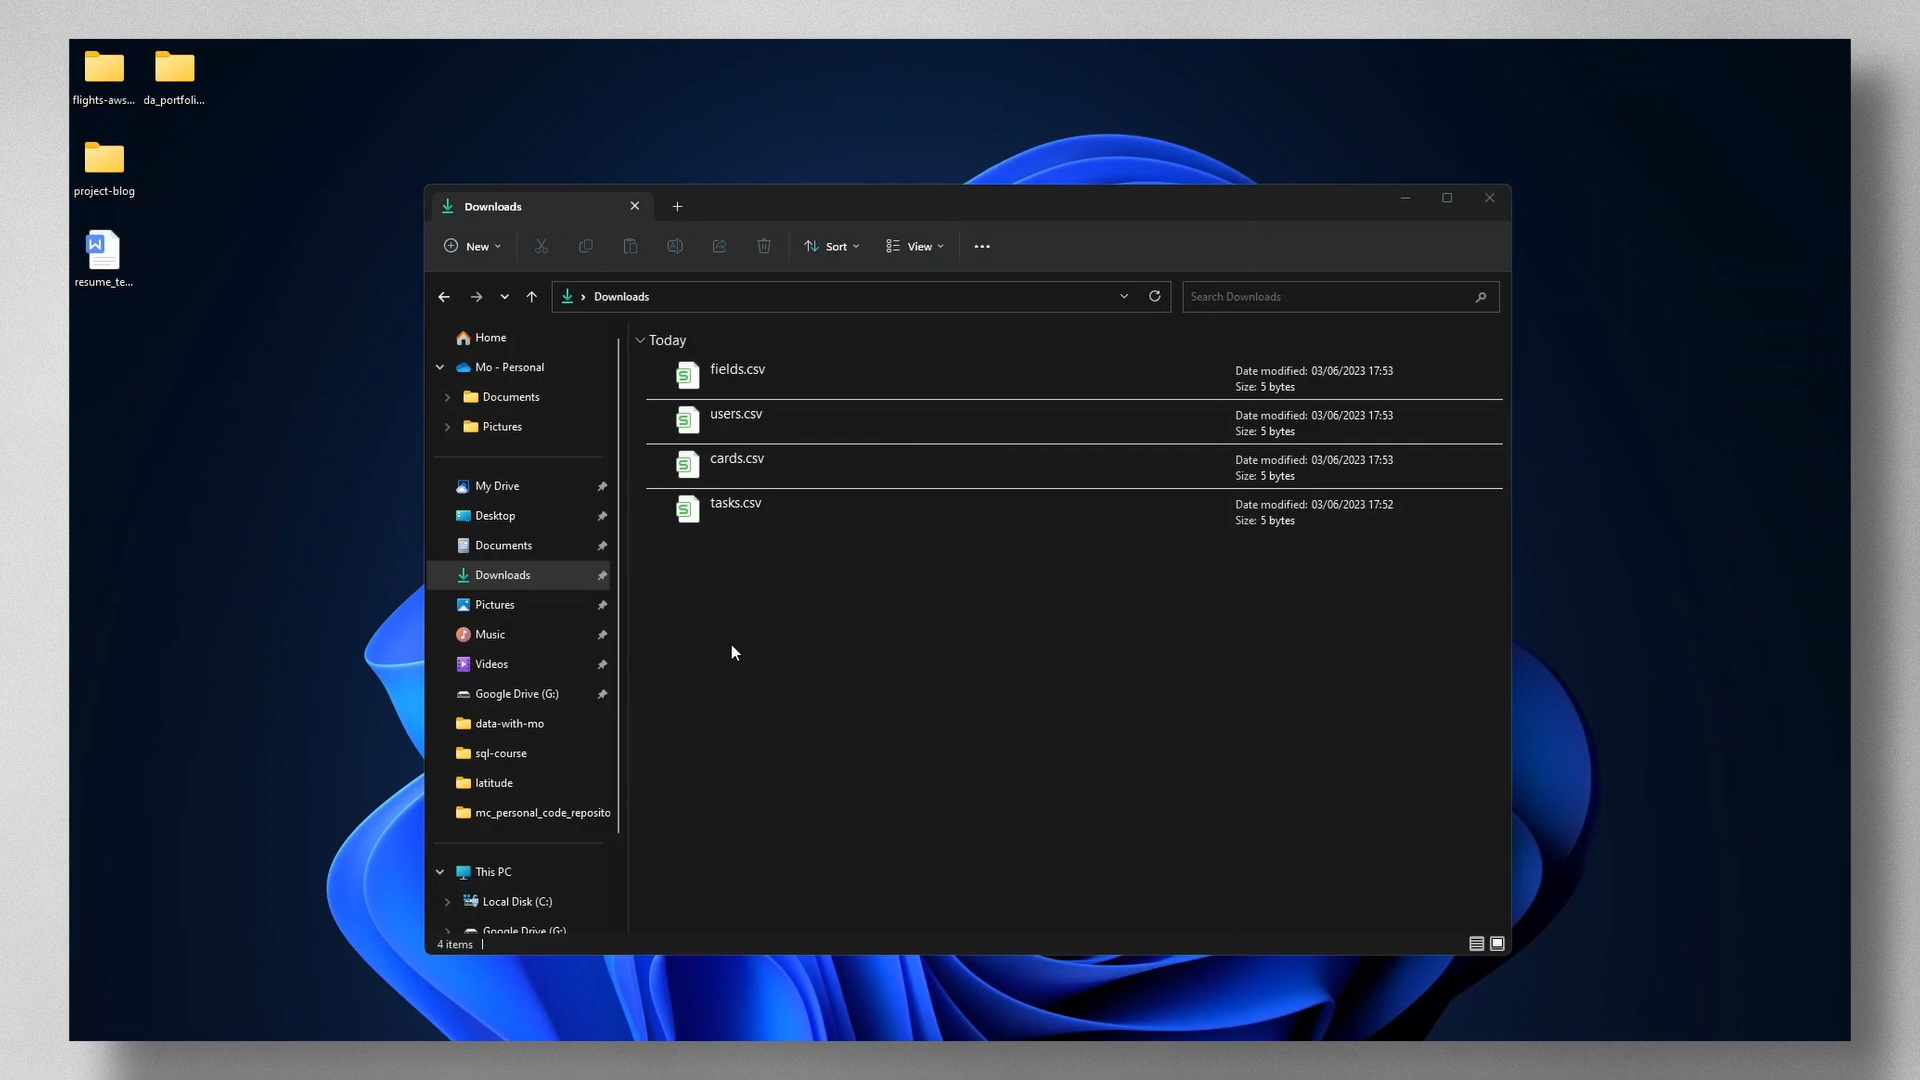 flights-aws...
da_portfoli...
project-blog
resume_te...
Downloads
New
Sort
View
Downloads
Search Downloads
Home
Mo - Personal
Documents
Pictures
My Drive
Desktop
Documents
Downloads
Pictures
Music
Videos
Google Drive (G:)
data-with-mo
sql-course
latitude
mc_personal_code_reposito
This PC
Local Disk (C:)
Google Drive (G:)
Today
fields.csv
Date modified: 03/06/2023 17:53
Size: 5 bytes
users.csv
Date modified: 03/06/2023 17:53
Size: 5 bytes
cards.csv
Date modified: 03/06/2023 17:53
Size: 5 bytes
tasks.csv
Date modified: 03/06/2023 17:52
Size: 5 bytes
4 items